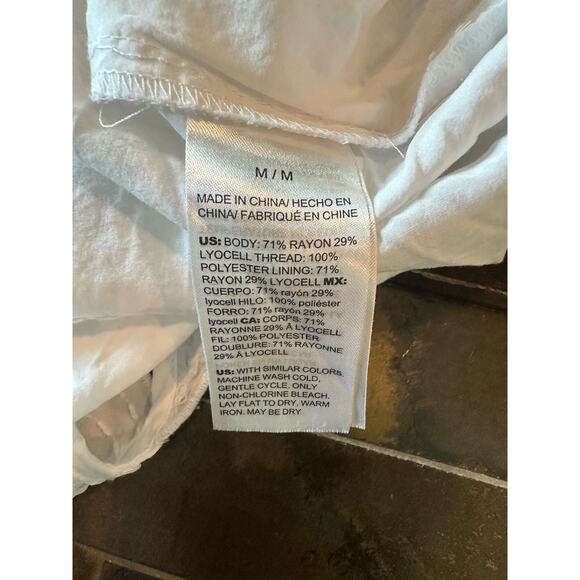 M / M
MADE IN CHINA/ HECHO EN
CHINA/ FABRIQUÉ EN CHINE
US: BODY: 71% RAYON 29%
LYOCELL THREAD: 100%
POLYESTER LINING: 71%
RAYON 29% LYOCELL MX:
CUERPO: 71% rayón 29%
lyocell HILO: 100% poliéster
FORRO: 71% rayón 29%
lyocell CA: CORPS: 71%
RAYONNE 29% Á LYOCELL
FIL: 100% POLYESTER
DOUBLURE: 71% RAYONNE
29% Á LYOCELL
US: WITH SIMILAR COLORS,
MACHINE WASH COLD,
GENTLE CYCLE, ONLY
NON-CHLORINE BLEACH.
LAY FLAT TO DRY. WARM
IRON. MAY BE DRY